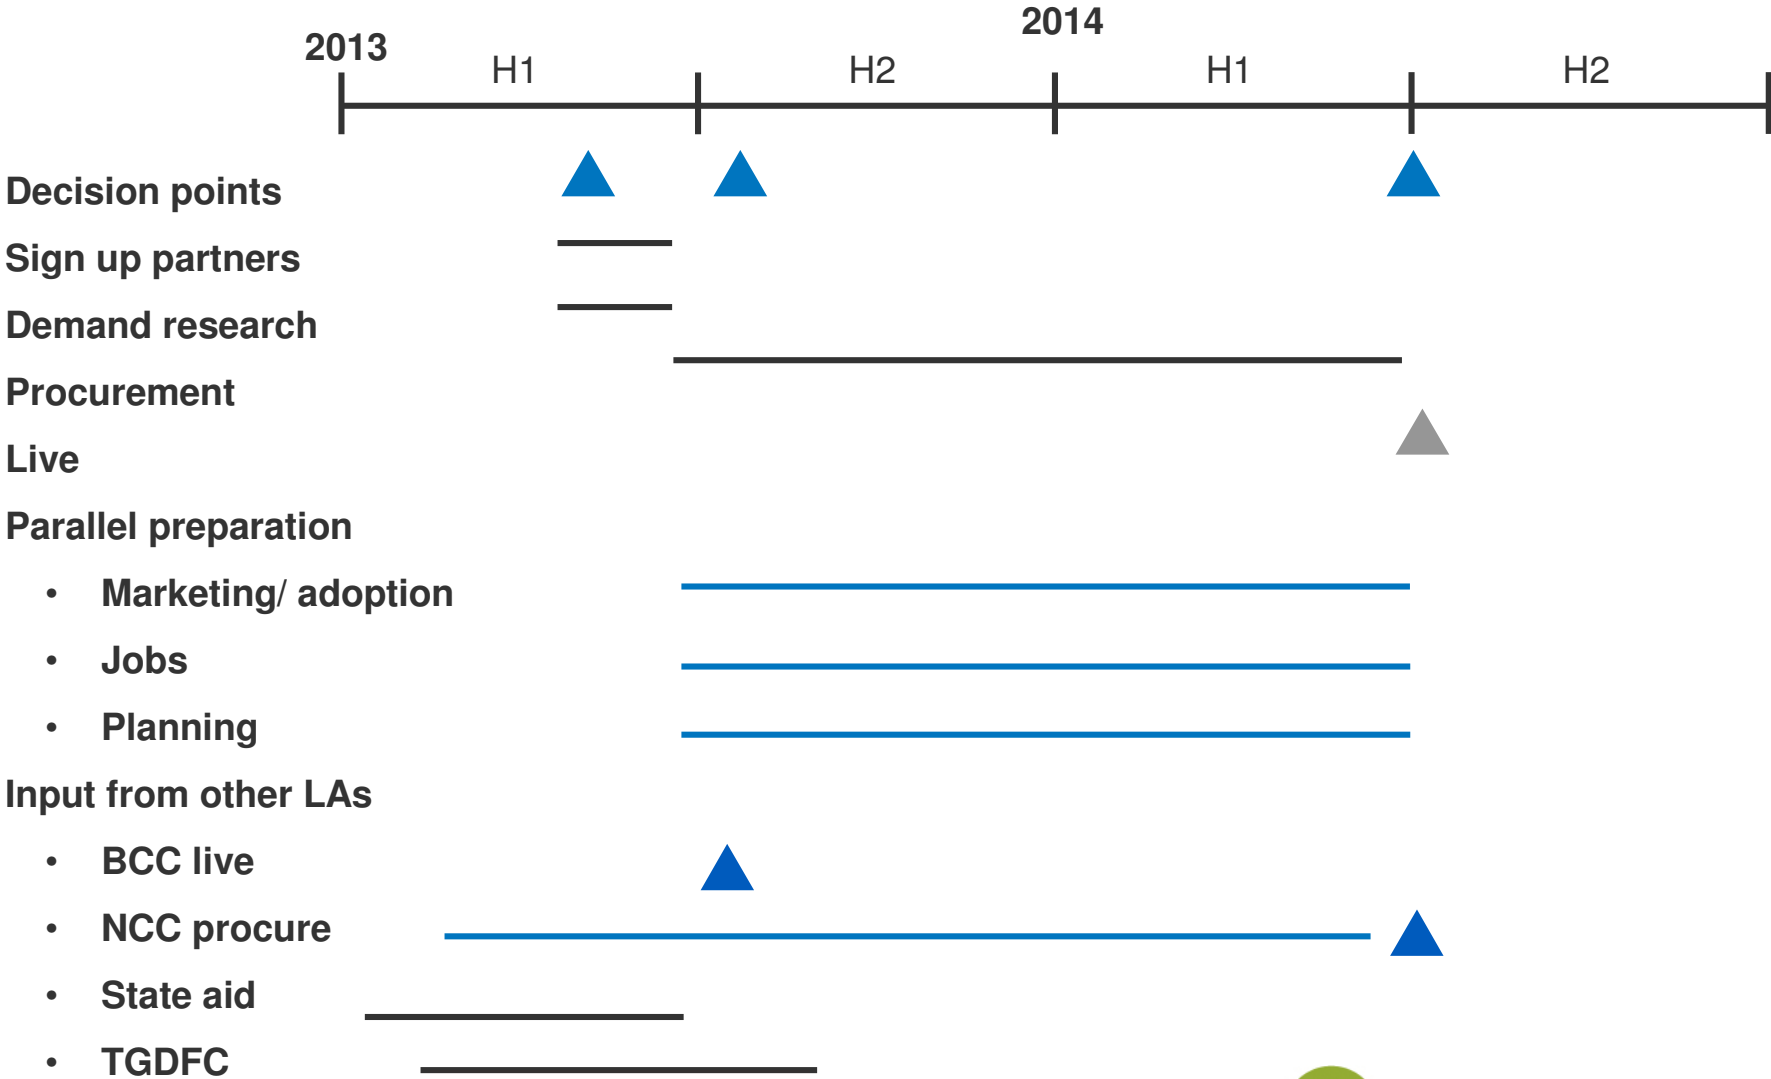 2013
2014
H1 H2 H1 H2
Decision points
Sign up partners
Demand research
Procurement
Live
Parallel preparation
• Marketing/ adoption
• Jobs
• Planning
Input from other LAs
• BCC live
• NCC procure
• State aid
• TGDFC